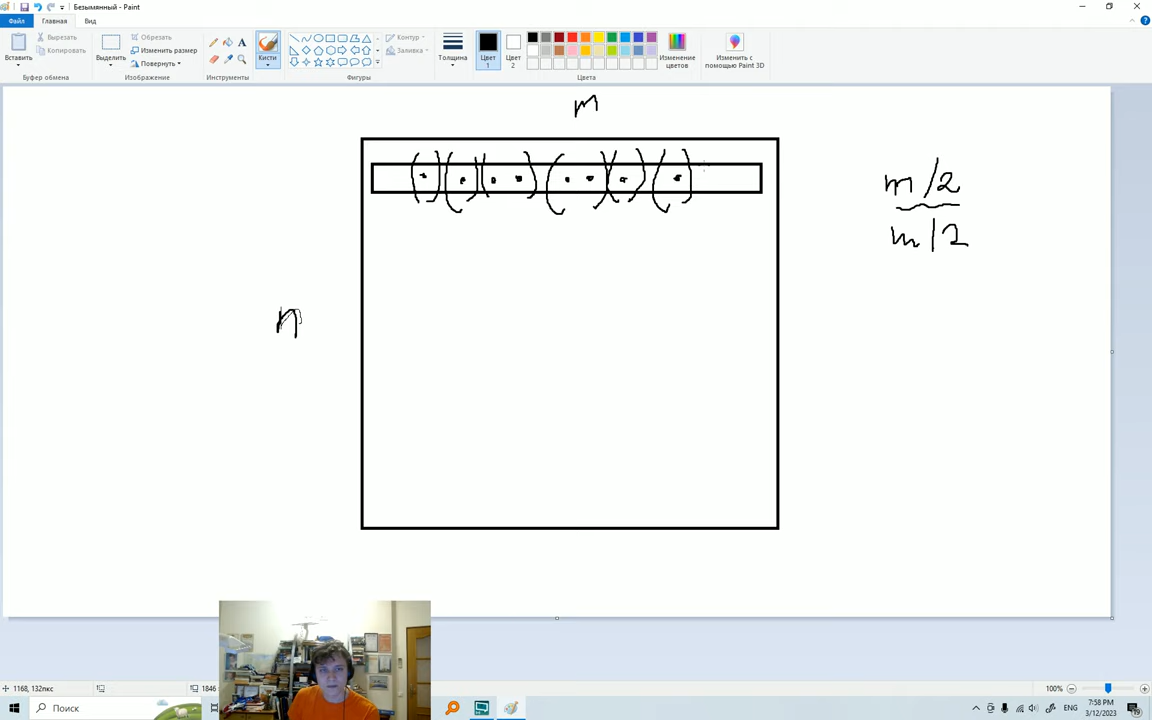 Безымянный - Paint
Файл Главная Вид
Вставить
Вырезать
Копировать
Буфер обмена
Выделить
Обрезать
Изменить размер
Повернуть
Изображение
Инструменты
Кисти
Контур
Заливка
Фигуры
Толщина
Цвет 1
Цвет 2
Цвета
Изменение цветов
Изменить с помощью Paint 3D
m
m/2
m/2
n
1168, 132пкс
1846
100%
Поиск
ENG
7:58 PM
3/12/2023